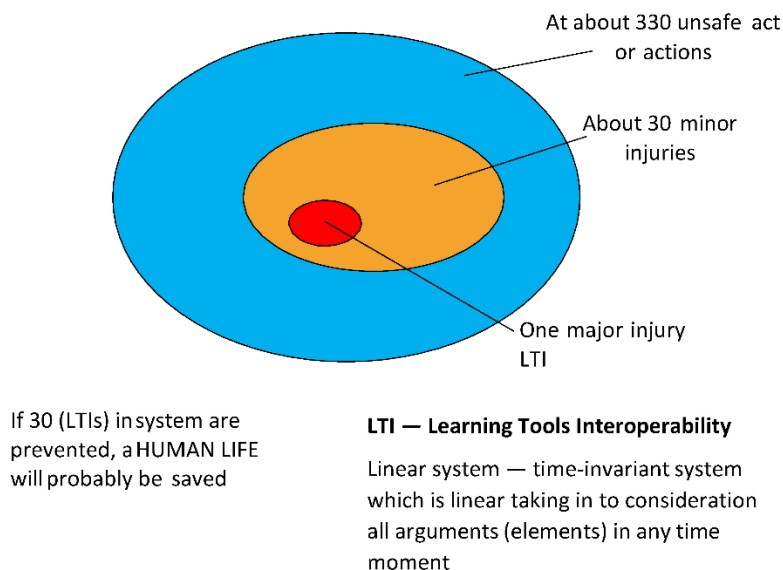 At about 330 unsafe act
or actions
About 30 minor
injuries
One major injury
LTI
If 30 (LTIs) in system are
prevented, a HUMAN LIFE
will probably be saved
LTI — Learning Tools Interoperability
Linear system — time-invariant system
which is linear taking in to consideration
all arguments (elements) in any time
moment